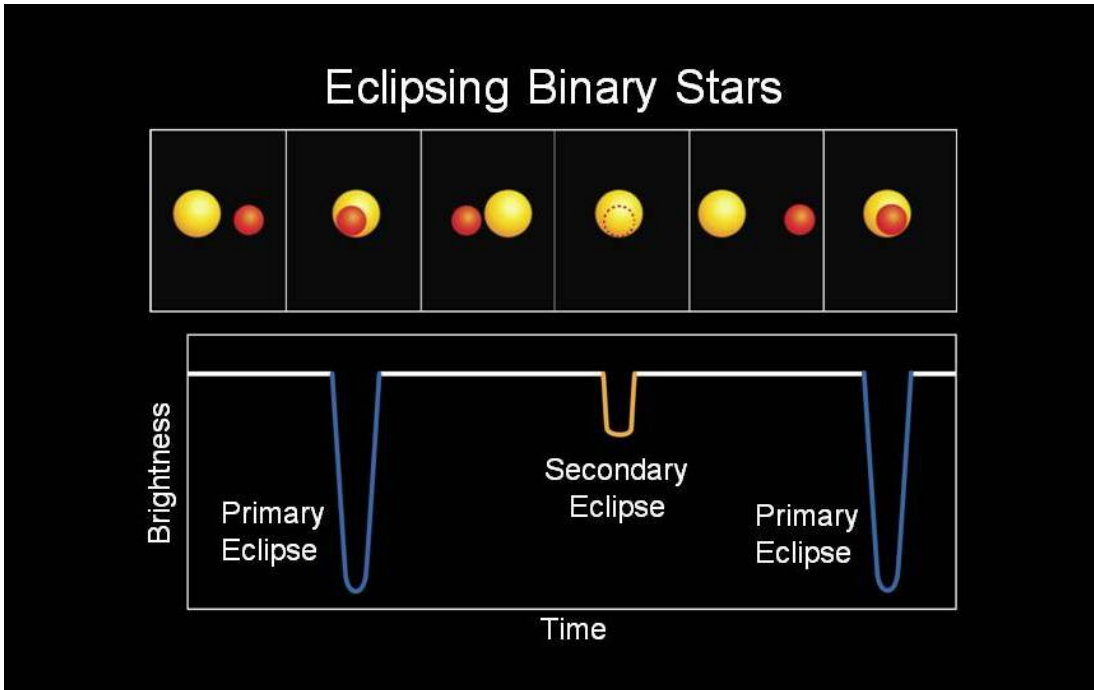 Eclipsing Binary Stars
Brightness
Primary
Eclipse
Secondary
Eclipse
Primary
Eclipse
Time